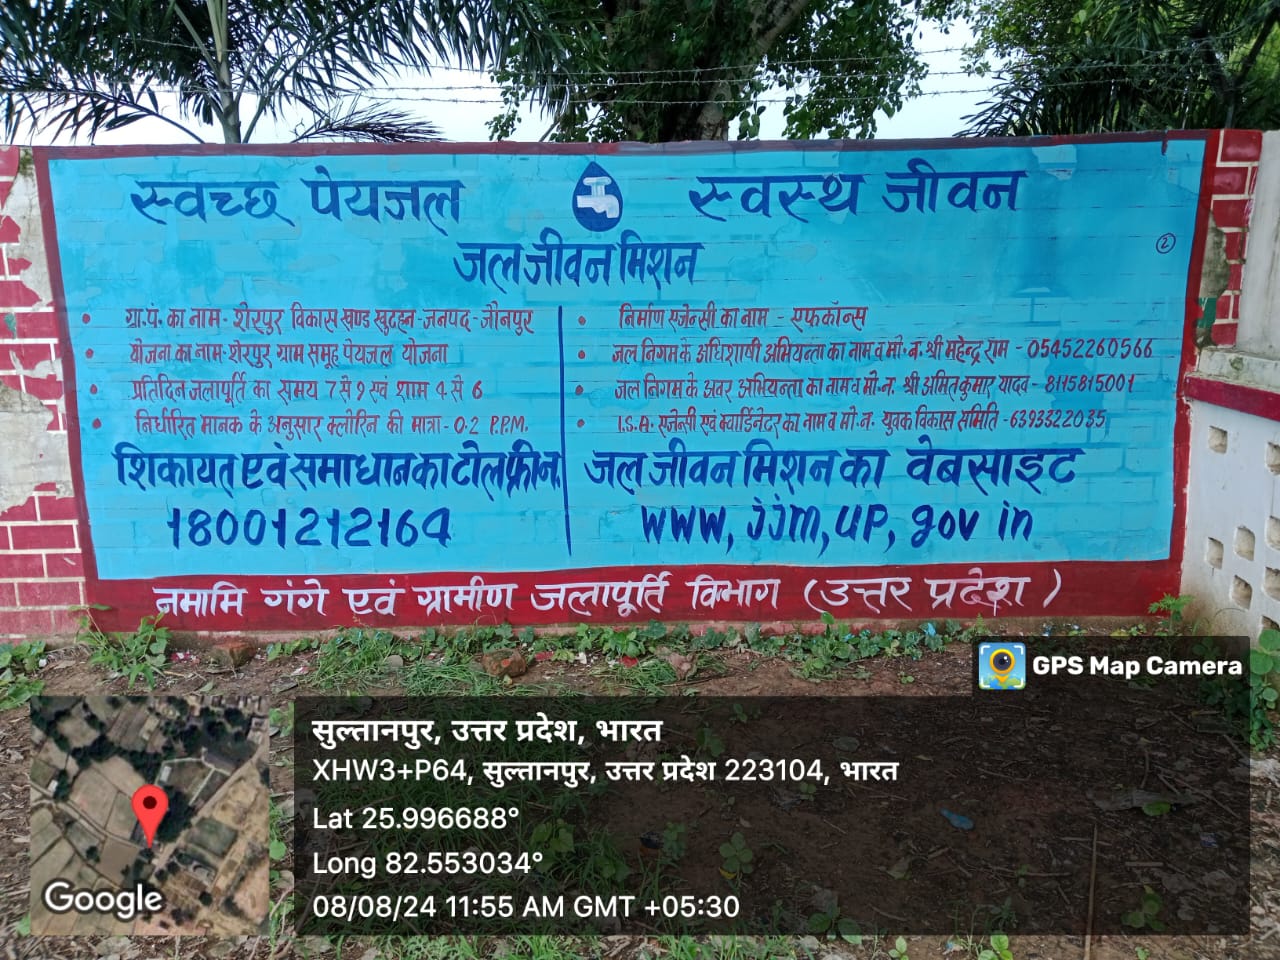 स्वच्छ पेयजल स्वस्थ जीवन
जल जीवन मिशन
2
• ग्रा.पं. का नाम- शेरपुर विकास खण्ड खुटहन-जनपद-जौनपुर
• योजना का नाम- शेरपुर ग्राम समूह पेयजल योजना
• प्रतिदिन जलापूर्ति का समय 7 से 9 एवं शाम 4 से 6
• निर्धारित मानक के अनुसार क्लोरिन की मात्रा- 0.2 P.P.M.
शिकायत एवं समाधान का टोल फ्री न.
18001212164
• निर्माण एजेन्सी का नाम - एफकॉन्स
• जल निगम के अधिशाषी अभियन्ता का नाम व मो. न. श्री महेन्द्र राम - 05452260566
• जल निगम के अवर अभियन्ता का नाम व मो.न. श्री अमित कुमार यादव- 8115815001
• I.S.A. एजेन्सी एवं क्वार्डिनेटर का नाम व मो.न. युवक विकास समिति -6393322035
जल जीवन मिशन का वेबसाइट
www,jjm,up,gov in
नमामि गंगे एवं ग्रामीण जलापूर्ति विभाग (उत्तर प्रदेश)
GPS Map Camera
सुल्तानपुर, उत्तर प्रदेश, भारत
XHW3+P64, सुल्तानपुर, उत्तर प्रदेश 223104, भारत
Lat 25.996688°
Long 82.553034°
08/08/24 11:55 AM GMT +05:30
Google